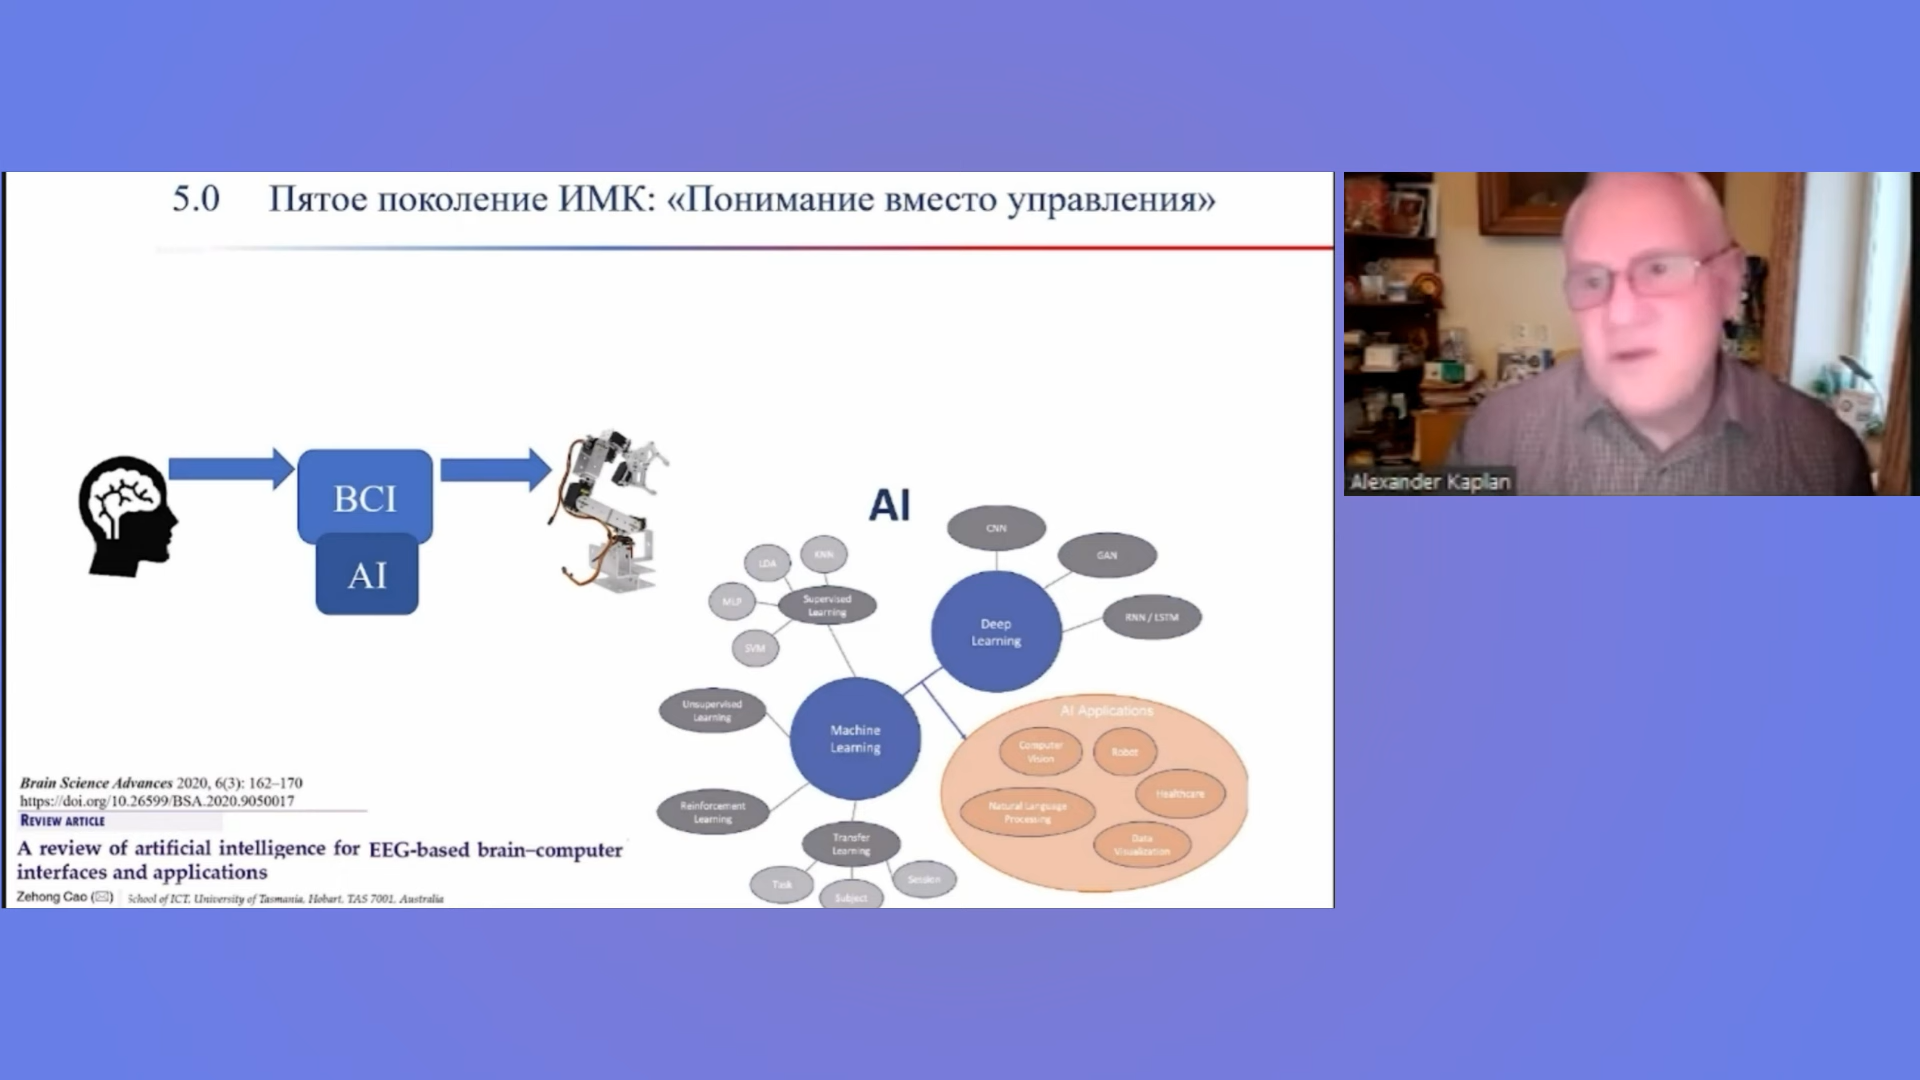 5.0 Пятое поколение ИМК: «Понимание вместо управления»
BCI
AI
AI
CNN
GAN
RNN / LSTM
Deep
Learning
KNN
LDA
MLP
SVM
Supervised
Learning
Unsupervised
Learning
Machine
Learning
Reinforcement
Learning
Transfer
Learning
Task
Subject
Session
AI Applications
Computer
Vision
Robot
Healthcare
Natural Language
Processing
Data
Visualization
Brain Science Advances 2020, 6(3): 162–170
https://doi.org/10.26599/BSA.2020.9050017
REVIEW ARTICLE
A review of artificial intelligence for EEG-based brain–computer
interfaces and applications
Zehong Cao (✉) School of ICT, University of Tasmania, Hobart, TAS 7001, Australia
Alexander Kaplan